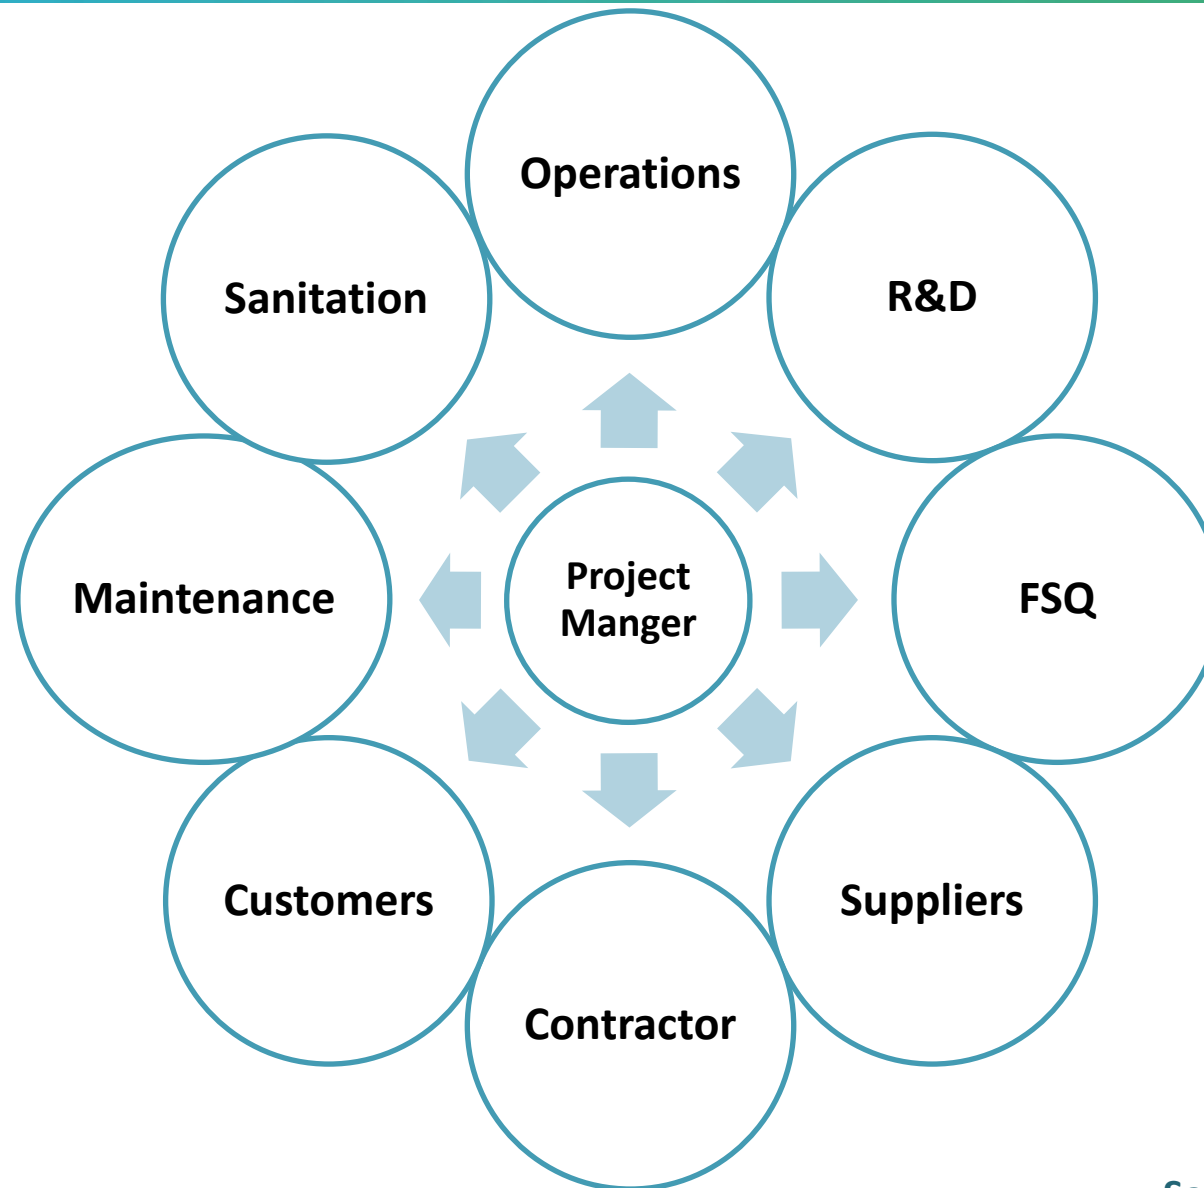 Operations
Sanitation
R&D
Maintenance
Project
Manger
FSQ
Customers
Suppliers
Contractor